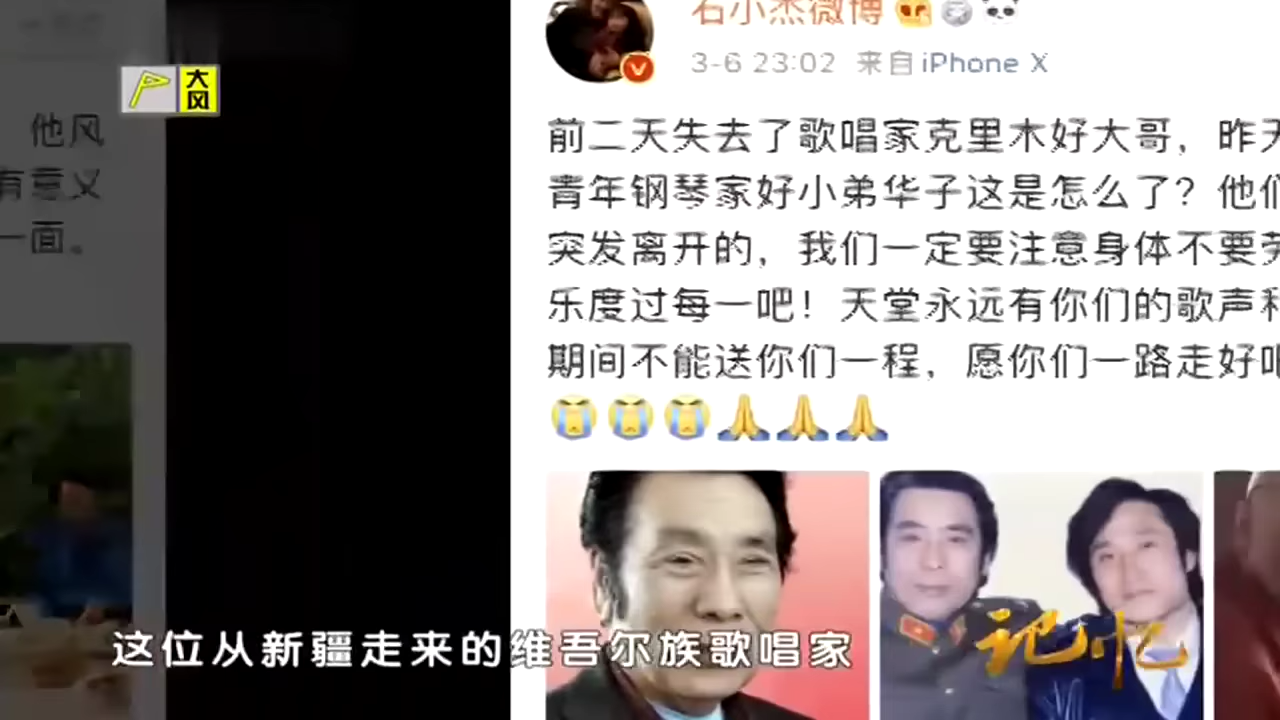 大风
他风
有意义
一面。
石小杰微博
3-6 23:02 来自 iPhone X
前二天失去了歌唱家克里木好大哥，昨天
青年钢琴家好小弟华子这是怎么了？他们
突发离开的，我们一定要注意身体不要劳
乐度过每一吧！天堂永远有你们的歌声和
期间不能送你们一程，愿你们一路走好吧
这位从新疆走来的维吾尔族歌唱家
记忆